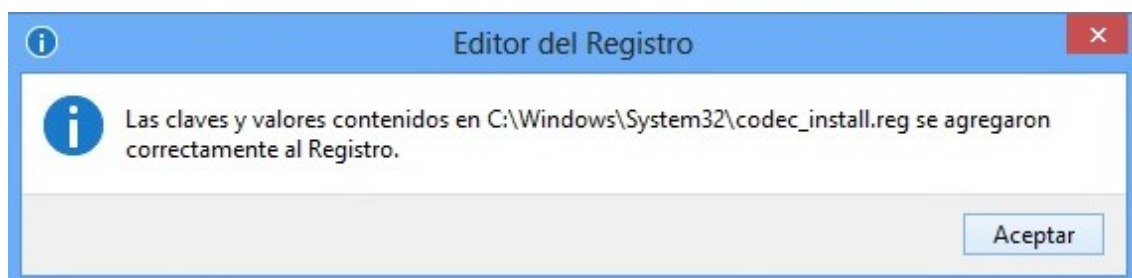 Editor del Registro
Las claves y valores contenidos en C:\Windows\System32\codec_install.reg se agregaron
correctamente al Registro.
Aceptar